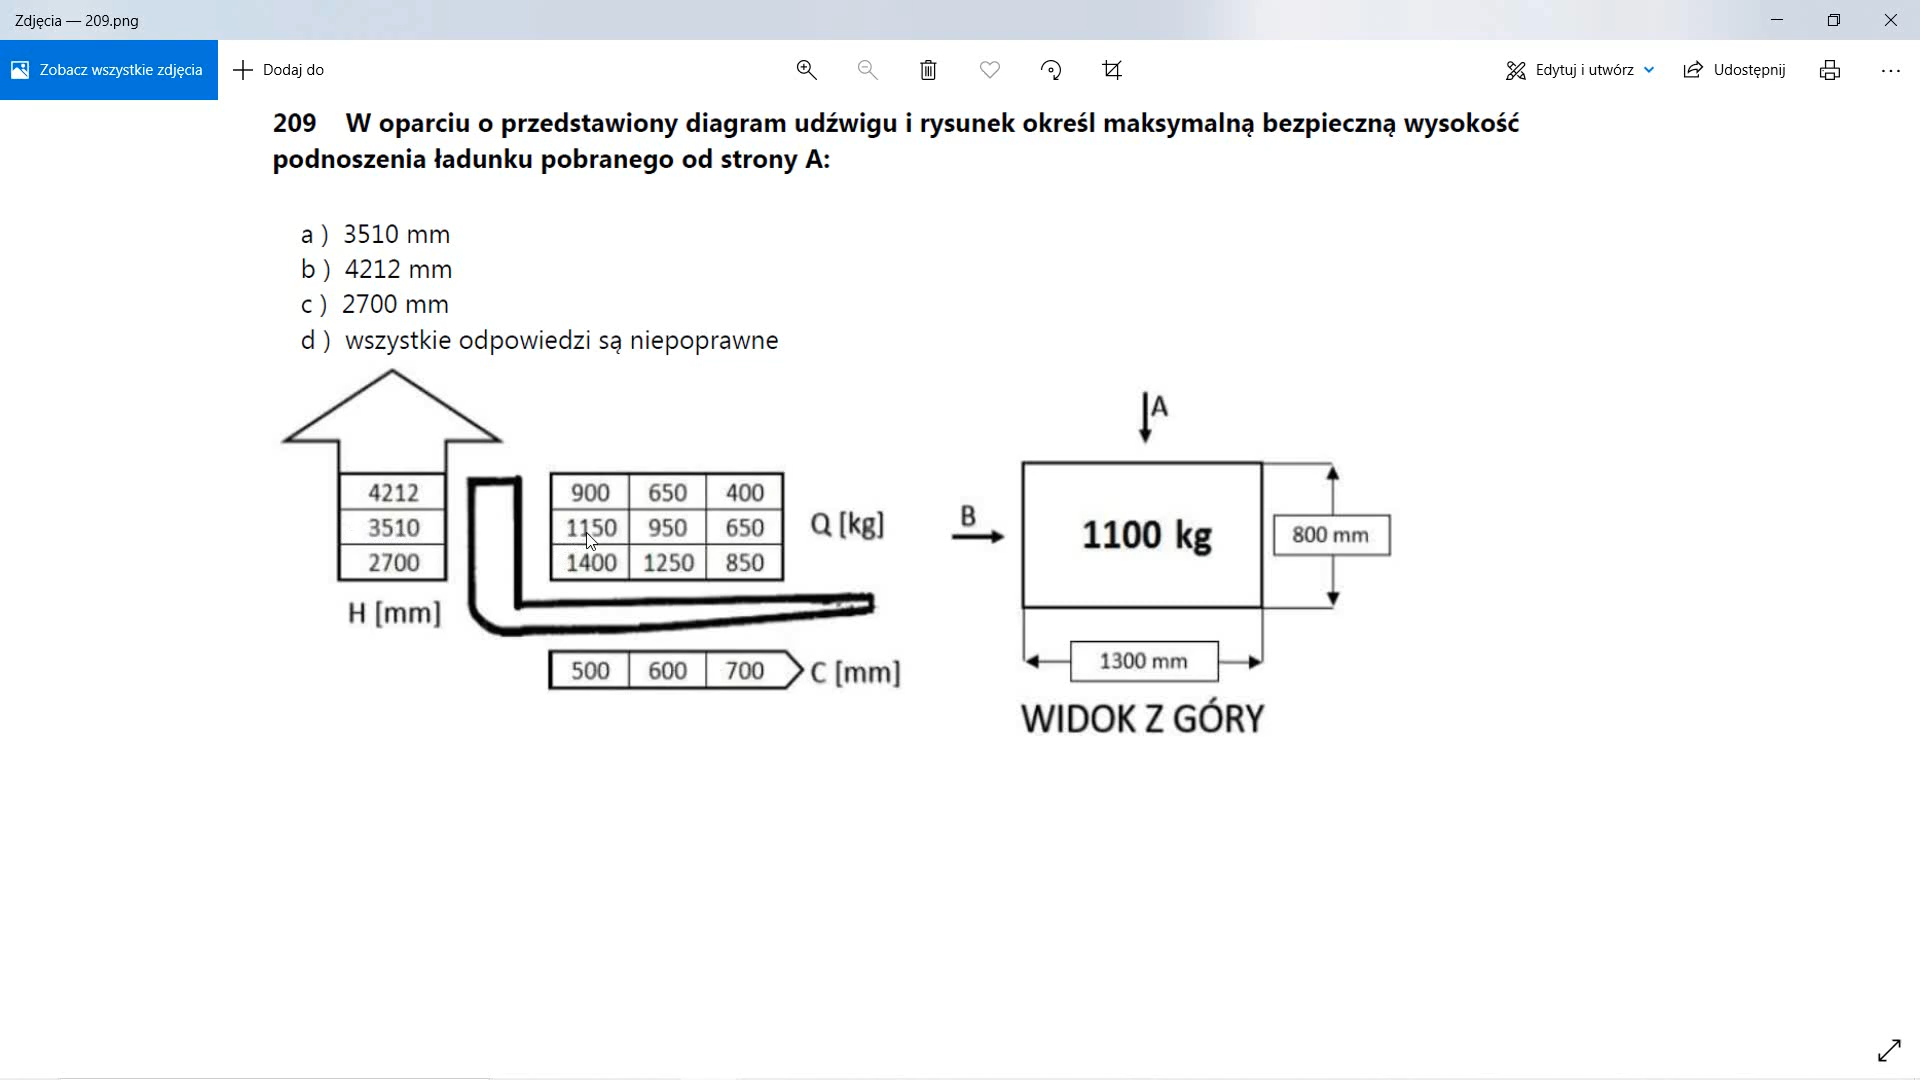 Zdjęcia — 209.png
Zobacz wszystkie zdjęcia
Dodaj do
Edytuj i utwórz
Udostępnij
209 W oparciu o przedstawiony diagram udźwigu i rysunek określ maksymalną bezpieczną wysokość
podnoszenia ładunku pobranego od strony A:
a ) 3510 mm
b ) 4212 mm
c ) 2700 mm
d ) wszystkie odpowiedzi są niepoprawne
4212
3510
2700
H [mm]
900 650 400
1150 950 650
1400 1250 850
Q [kg]
500 600 700 C [mm]
A
B
1100 kg
800 mm
1300 mm
WIDOK Z GÓRY